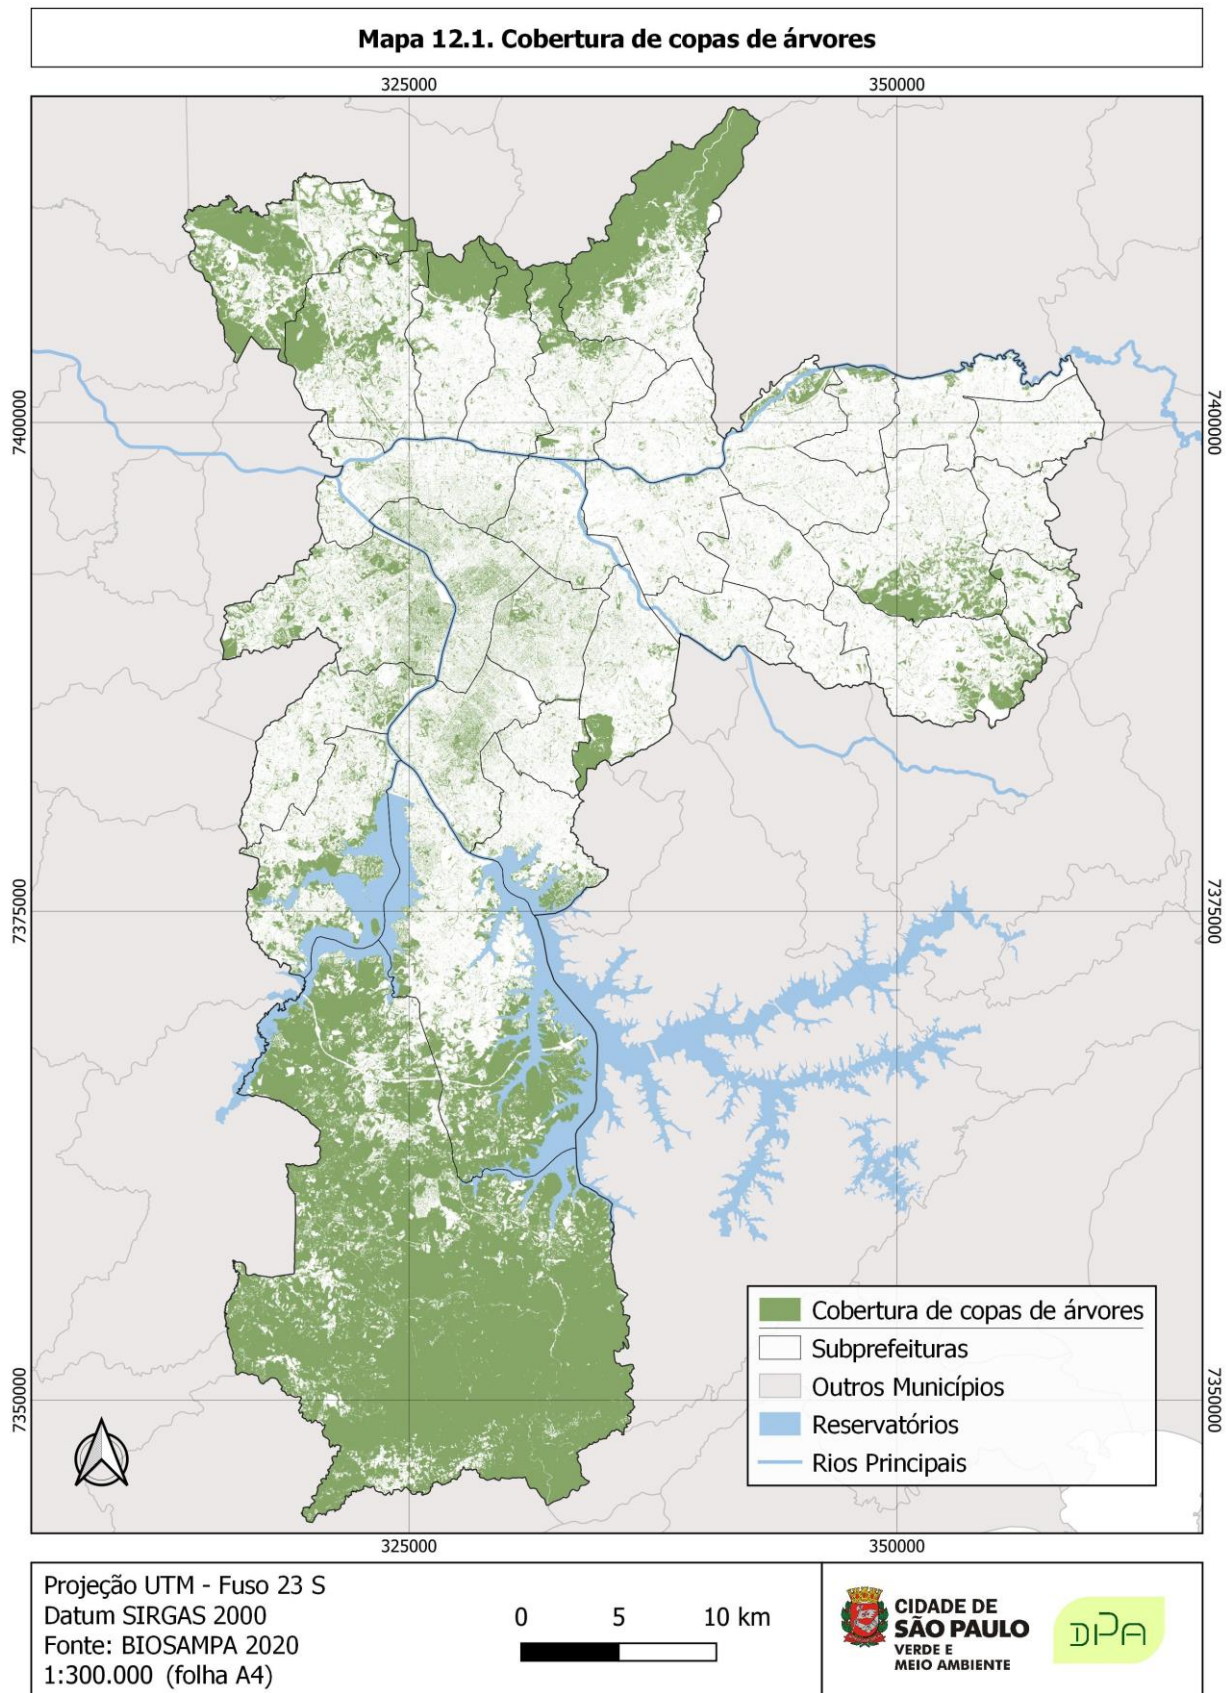 Mapa 12.1. Cobertura de copas de árvores
325000
350000
7400000
7400000
7375000
7375000
7350000
7350000
Cobertura de copas de árvores
Subprefeituras
Outros Municípios
Reservatórios
Rios Principais
325000
350000
Projeção UTM - Fuso 23 S
Datum SIRGAS 2000
Fonte: BIOSAMPA 2020
1:300.000 (folha A4)
0 5 10 km
CIDADE DE
SÃO PAULO
VERDE E
MEIO AMBIENTE
DPA